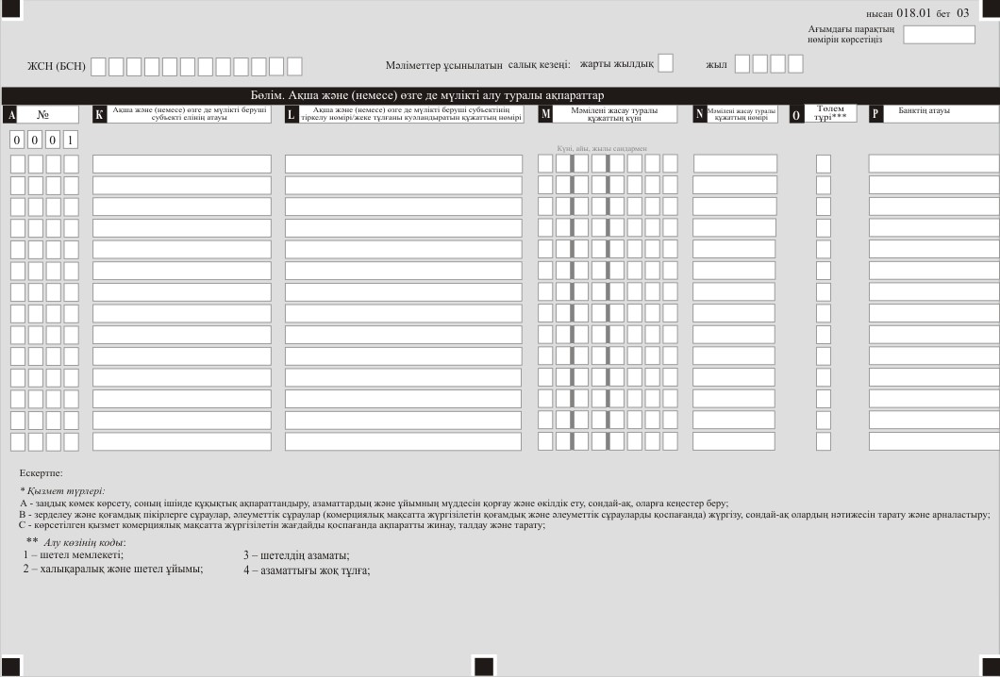 нысан 018.01 бет 03
Ағымдағы парақтың
нөмірін көрсетіңіз
ЖСН (БСН)
Мәліметтер ұсынылатын салық кезеңі: жарты жылдық жыл
Бөлім. Ақша және (немесе) өзге де мүлікті алу туралы ақпараттар
A №
K Ақша және (немесе) өзге де мүлікті беруші
субъекті елінің атауы
L Ақша және (немесе) өзге де мүлікті беруші субъектінің
тіркелу нөмірі/жеке тұлғаны куәландыратын құжаттың нөмірі
M Мәмілені жасау туралы
құжаттың күні
N Мәмілені жасау туралы
құжаттың нөмірі
O Төлем
түрі***
P Банктің атауы
0 0 0 1
Күні, айы, жылы сандармен
Ескертпе:
* Қызмет түрлері:
A - заңдық көмек көрсету, соның ішінде құқықтық ақпараттандыру, азаматтардың және ұйымның мүддесін қорғау және өкілдік ету, сондай-ақ, оларға кеңестер беру;
B - зерделеу және қоғамдық пікірлерге сұраулар, әлеуметтік сұраулар (комерциялық мақсатта жүргізілетін қоғамдық және әлеуметтік сұрауларды қоспағанда) жүргізу, сондай-ақ олардың нәтижесін тарату және арналастыру;
C - көрсетілген қызмет комерциялық мақсатта жүргізілетін жағдайды қоспағанда ақпаратты жинау, талдау және тарату;
** Алу көзінің коды:
1 – шетел мемлекеті; 3 – шетелдің азаматы;
2 – халықаралық және шетел ұйымы; 4 – азаматтығы жоқ тұлға;